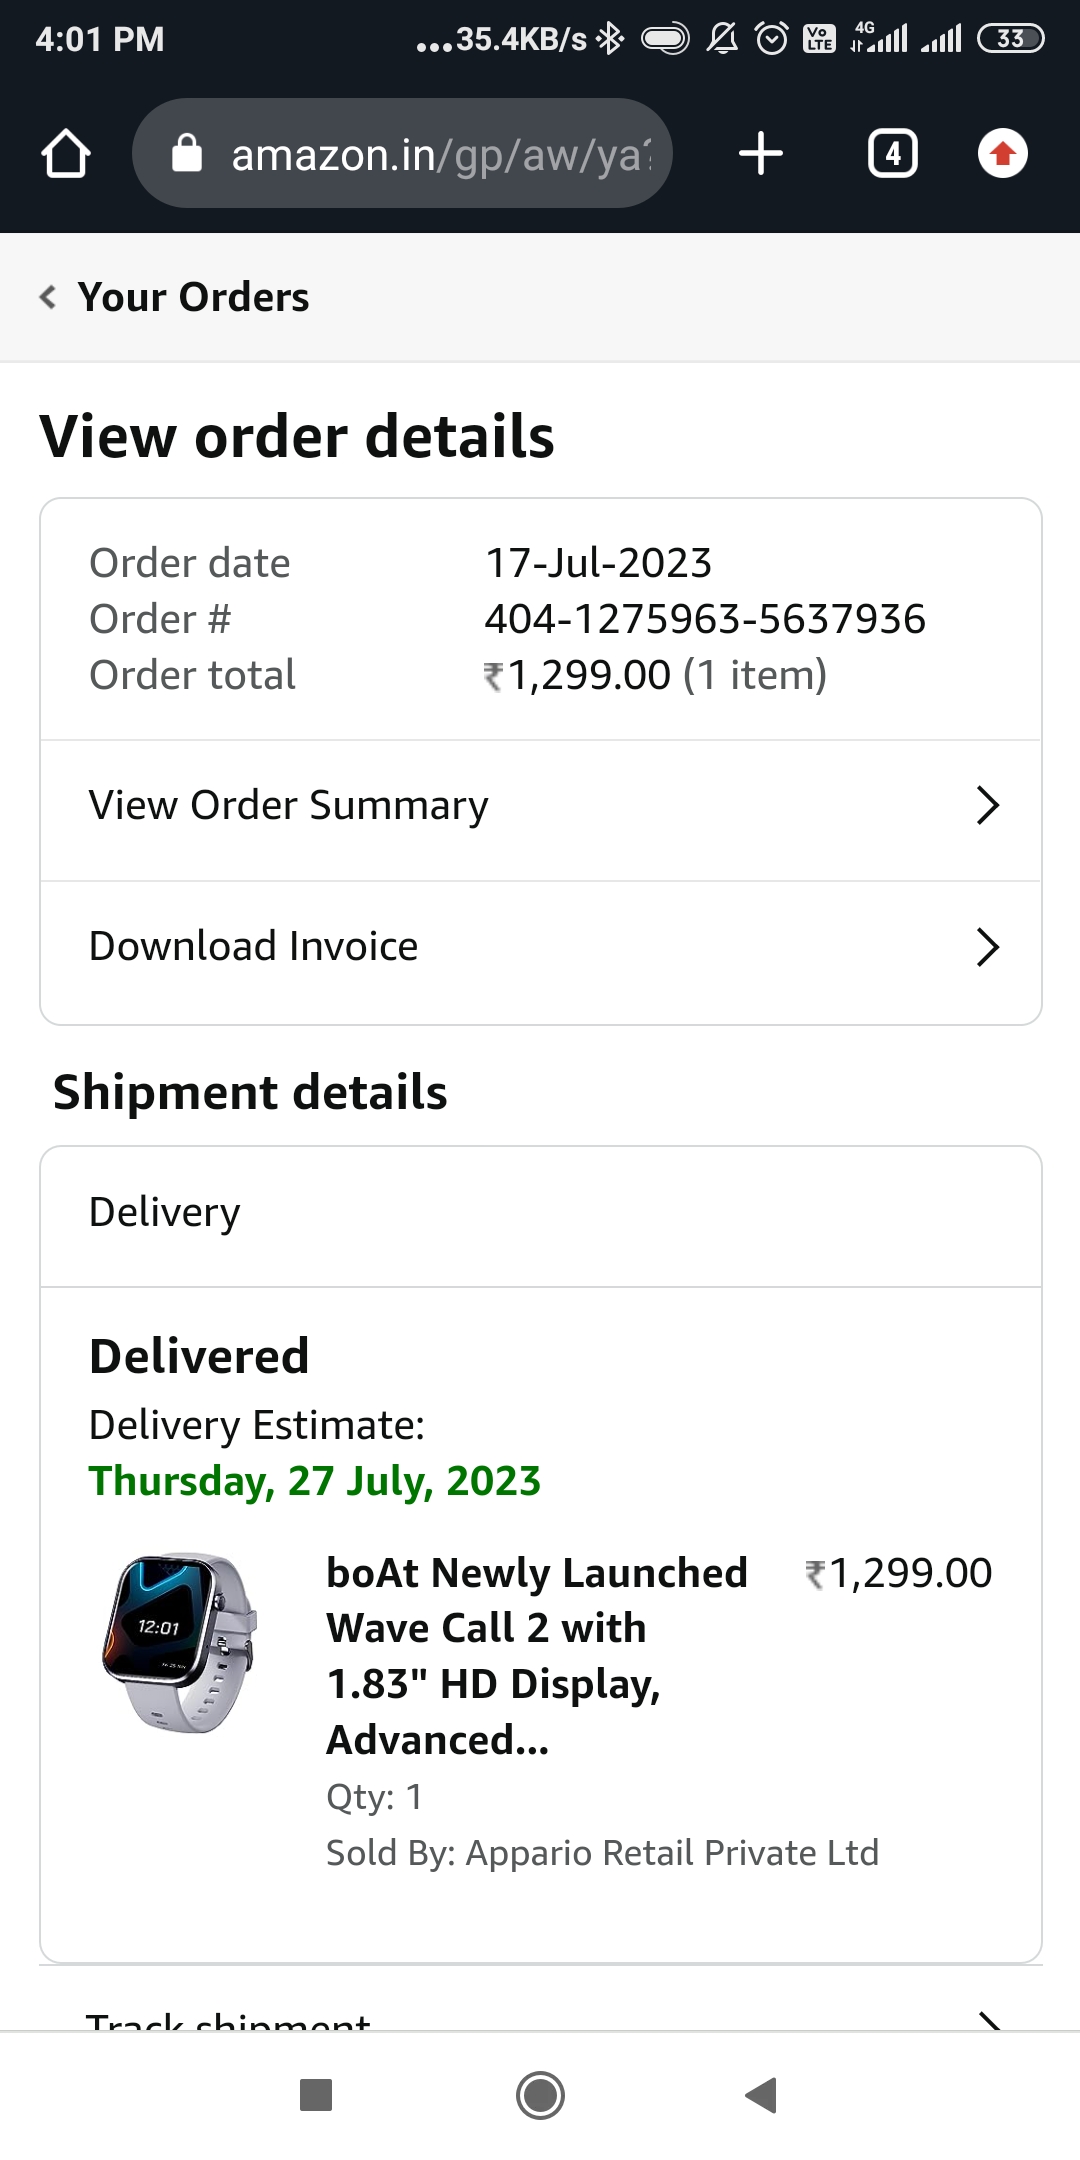 4:01 PM
...35.4KB/s
Vo
LTE
4G
33
amazon.in/gp/aw/ya?
4
Your Orders
View order details
Order date 17-Jul-2023
Order # 404-1275963-5637936
Order total ₹1,299.00 (1 item)
View Order Summary
Download Invoice
Shipment details
Delivery
Delivered
Delivery Estimate:
Thursday, 27 July, 2023
12:01
boAt Newly Launched ₹1,299.00
Wave Call 2 with
1.83" HD Display,
Advanced...
Qty: 1
Sold By: Appario Retail Private Ltd
Track shipment